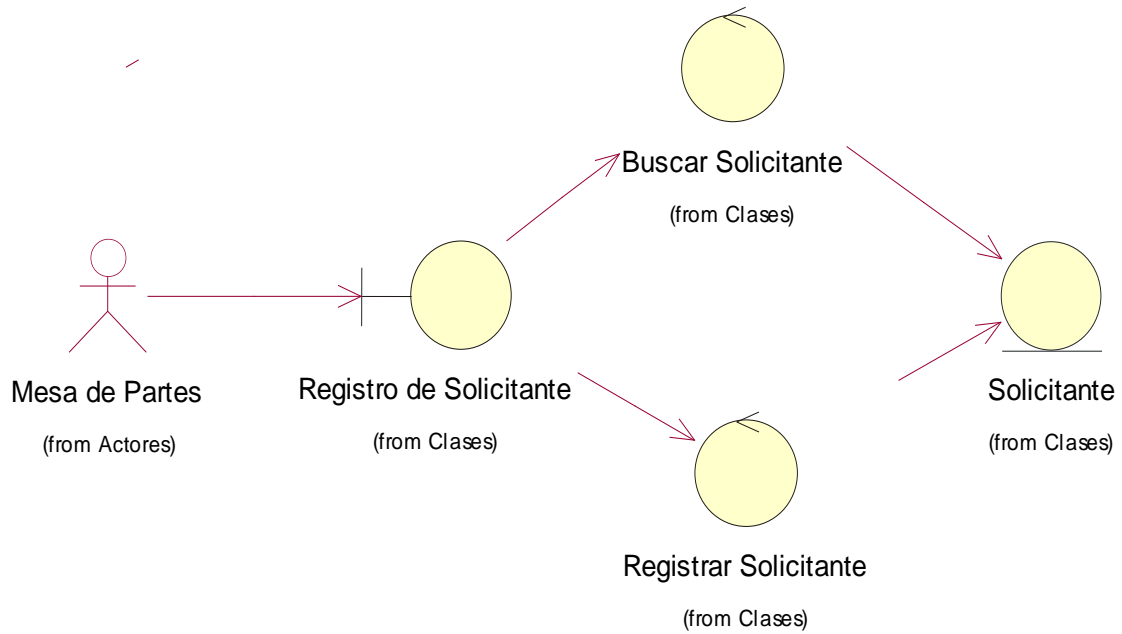 Buscar Solicitante
(from Clases)
Mesa de Partes
(from Actores)
Registro de Solicitante
(from Clases)
Solicitante
(from Clases)
Registrar Solicitante
(from Clases)